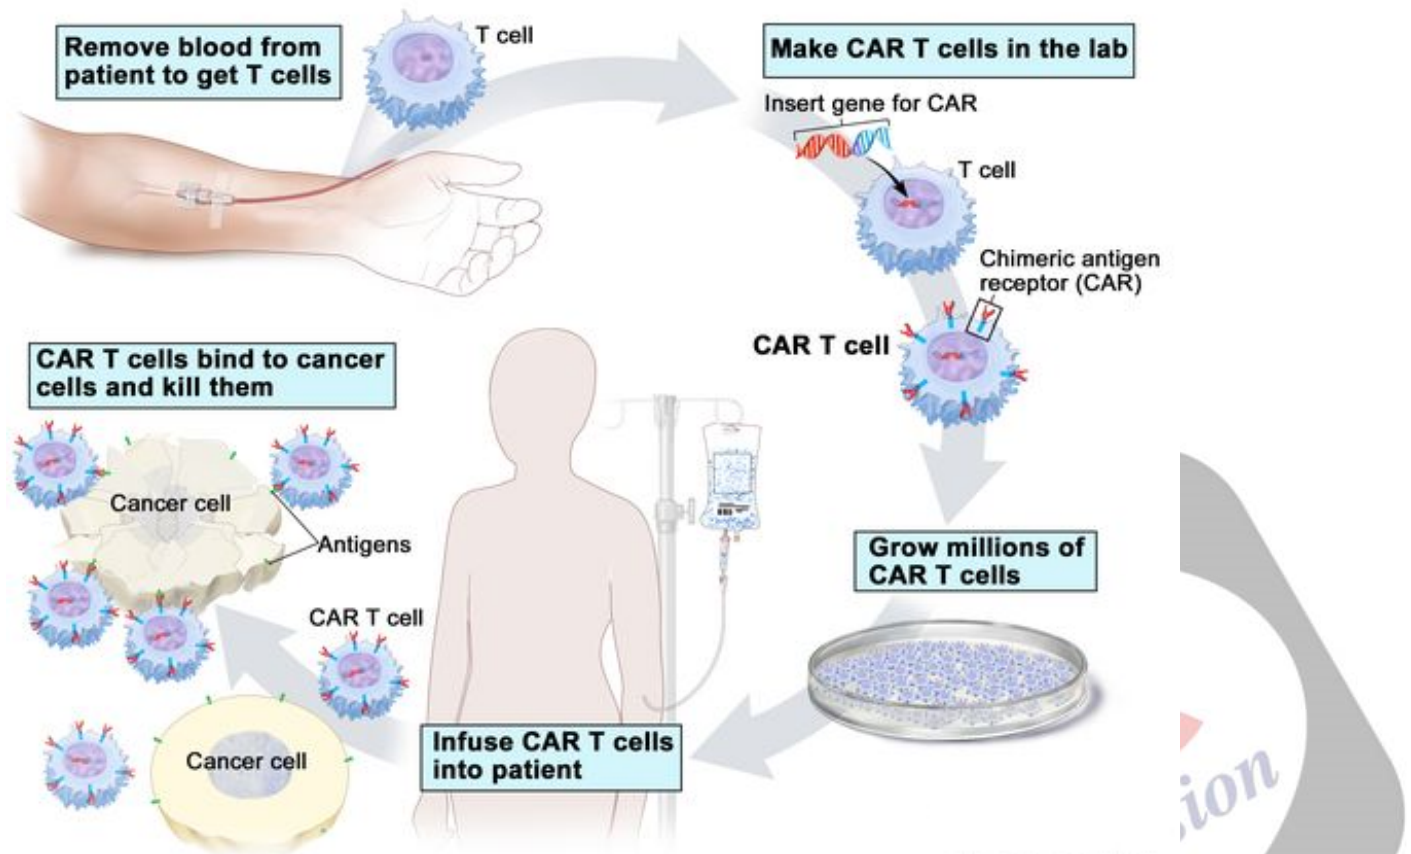 Remove blood from
patient to get T cells
T cell
Make CAR T cells in the lab
Insert gene for CAR
T cell
Chimeric antigen
receptor (CAR)
CAR T cell
Grow millions of
CAR T cells
Infuse CAR T cells
into patient
CAR T cells bind to cancer
cells and kill them
Cancer cell
Antigens
CAR T cell
Cancer cell